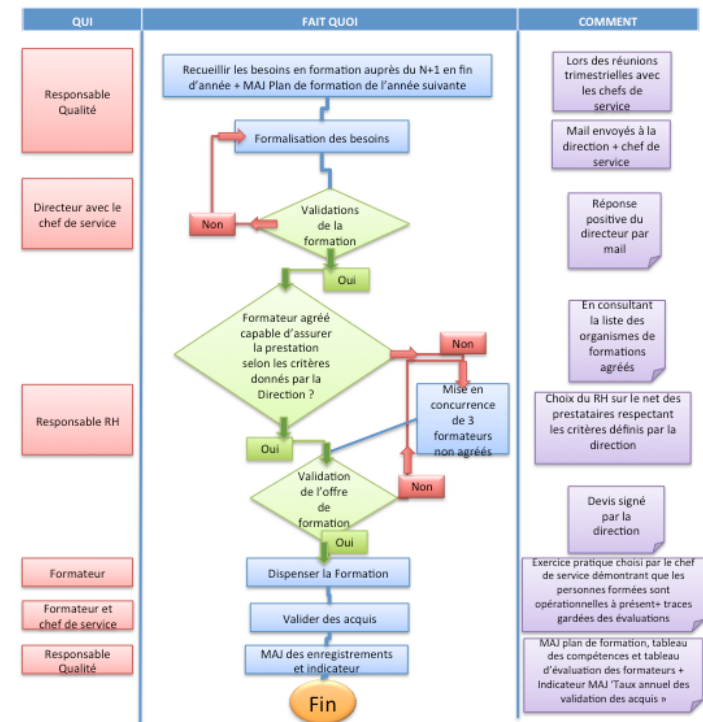 QUI
FAIT QUOI
COMMENT
Responsable
Qualité
Recueillir les besoins en formation auprès du N+1 en fin
d'année + MAJ Plan de formation de l'année suivante
Lors des réunions
trimestrielles avec
les chefs de
service
Formalisation des besoins
Mail envoyés à la
direction + chef de
service
Directeur avec le
chef de service
Non
Validations
de la
formation
Réponse
positive du
directeur par
mail
Oui
Formateur agréé
capable d'assurer
la prestation
selon les critères
donnés par la
Direction ?
Non
En consultant
la liste des
organismes de
formations
agréés
Responsable RH
Mise en
concurrence
de 3
formateurs
non agréés
Choix du RH sur le net des
prestataires respectant
les critères définis par la
direction
Oui
Validation
de l'offre
de
formation
Non
Devis signé
par la
direction
Oui
Formateur
Dispenser la Formation
Exercice pratique choisi par le chef
de service démontrant que les
personnes formées sont
opérationnelles à présent+ traces
gardées des évaluations
Formateur et
chef de service
Valider des acquis
Responsable
Qualité
MAJ des enregistrements
et indicateur
MAJ plan de formation, tableau
des compétences et tableau
d'évaluation des formateurs +
Indicateur MAJ 'Taux annuel des
validation des acquis »
Fin